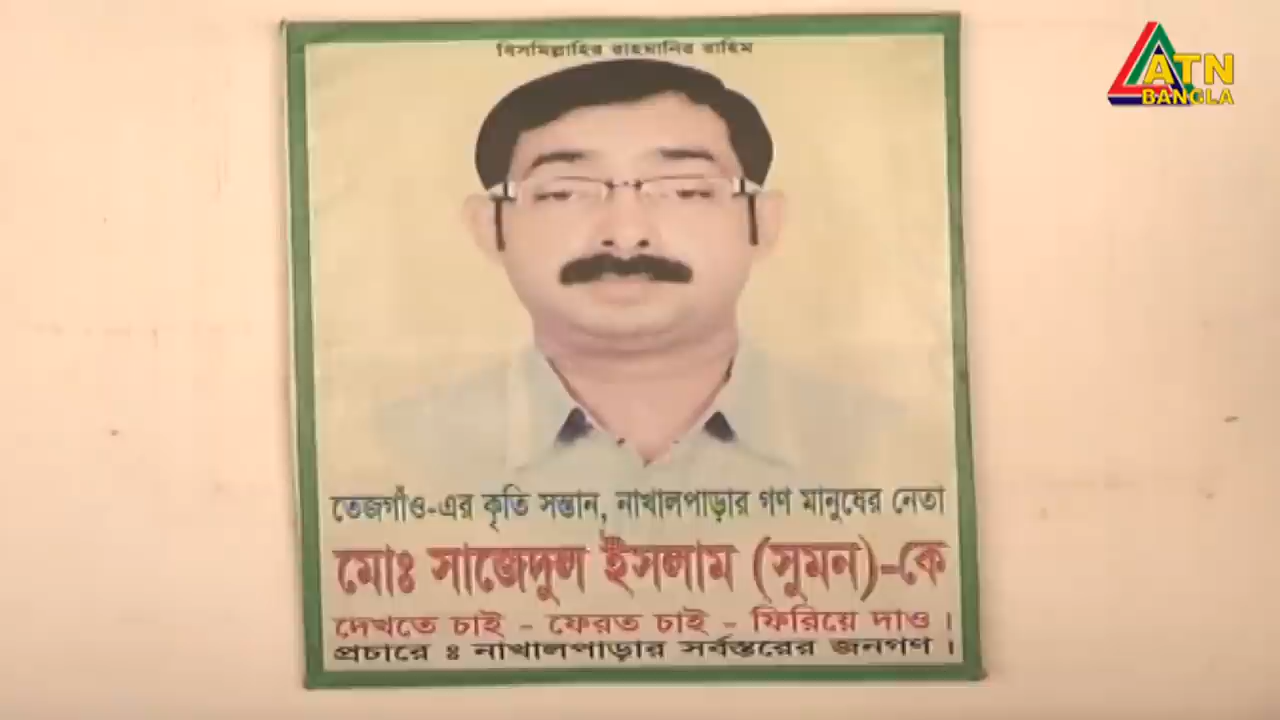 বিসমিল্লাহির রাহমানির রাহিম
ATN
BANGLA
তেজগাঁও-এর কৃতি সন্তান, নাখালপাড়ার গণ মানুষের নেতা
মোঃ সাজেদুল ইসলাম (সুমন)-কে
দেখতে চাই - ফেরত চাই - ফিরিয়ে দাও ।
প্রচারে ঃ নাখালপাড়ার সর্বস্তরের জনগণ ।